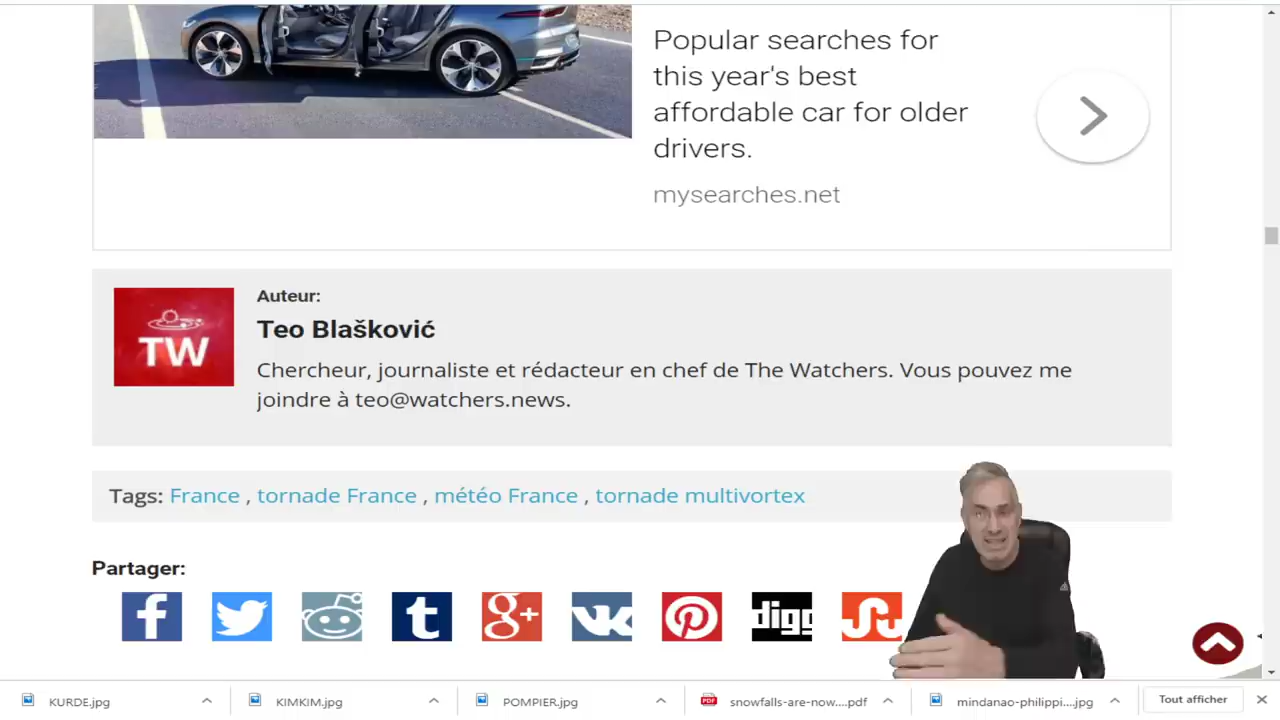 Popular searches for
this year's best
affordable car for older
drivers.
mysearches.net
TW
Auteur:
Teo Blašković
Chercheur, journaliste et rédacteur en chef de The Watchers. Vous pouvez me
joindre à teo@watchers.news.
Tags: France , tornade France , météo France , tornade multivortex
Partager:
digg
KURDE.jpg
KIMKIM.jpg
POMPIER.jpg
snowfalls-are-now....pdf
mindanao-philippi....jpg
Tout afficher